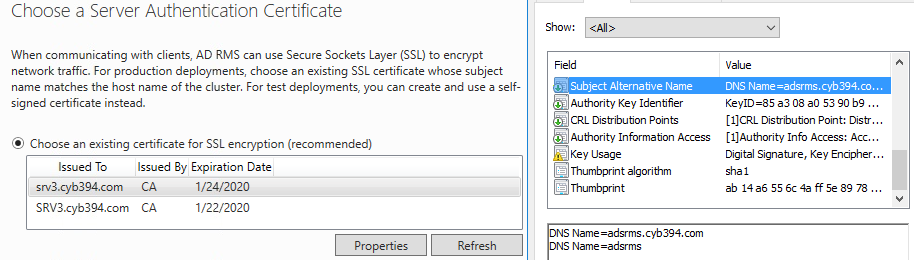 Choose a Server Authentication Certificate
When communicating with clients, AD RMS can use Secure Sockets Layer (SSL) to encrypt
network traffic. For production deployments, choose an existing SSL certificate whose subject
name matches the host name of the cluster. For test deployments, you can create and use a self-
signed certificate instead.
Choose an existing certificate for SSL encryption (recommended)
Issued To Issued By Expiration Date
srv3.cyb394.com CA 1/24/2020
SRV3.cyb394.com CA 1/22/2020
Properties Refresh
Show: <All>
Field Value
Subject Alternative Name DNS Name=adsrms.cyb394.co...
Authority Key Identifier KeyID=85 a3 08 a0 53 90 b9 ...
CRL Distribution Points [1]CRL Distribution Point: Distr...
Authority Information Access [1]Authority Info Access: Acc...
Key Usage Digital Signature, Key Encipher...
Thumbprint algorithm sha1
Thumbprint ab 14 a6 55 6c 4a ff 5e 89 78 ...
DNS Name=adsrms.cyb394.com
DNS Name=adsrms